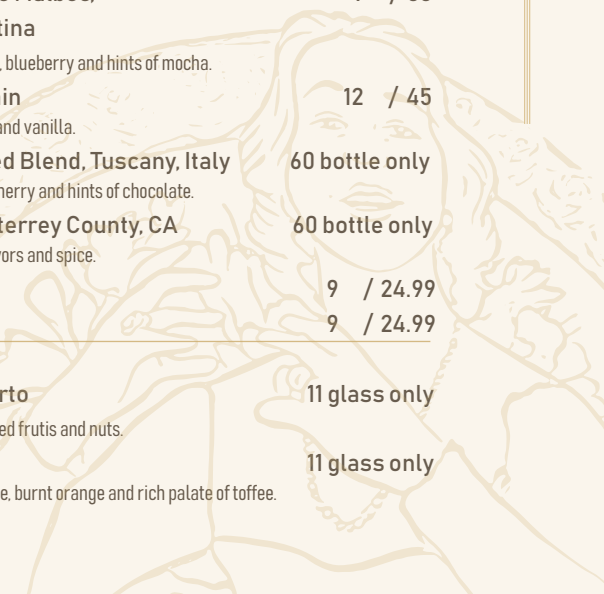 tina
, blueberry and hints of mocha.
in 12 / 45
and vanilla.
ed Blend, Tuscany, Italy 60 bottle only
herry and hints of chocolate.
terrey County, CA 60 bottle only
vors and spice.
9 / 24.99
9 / 24.99
rto 11 glass only
ed frutis and nuts.
11 glass only
e, burnt orange and rich palate of toffee.